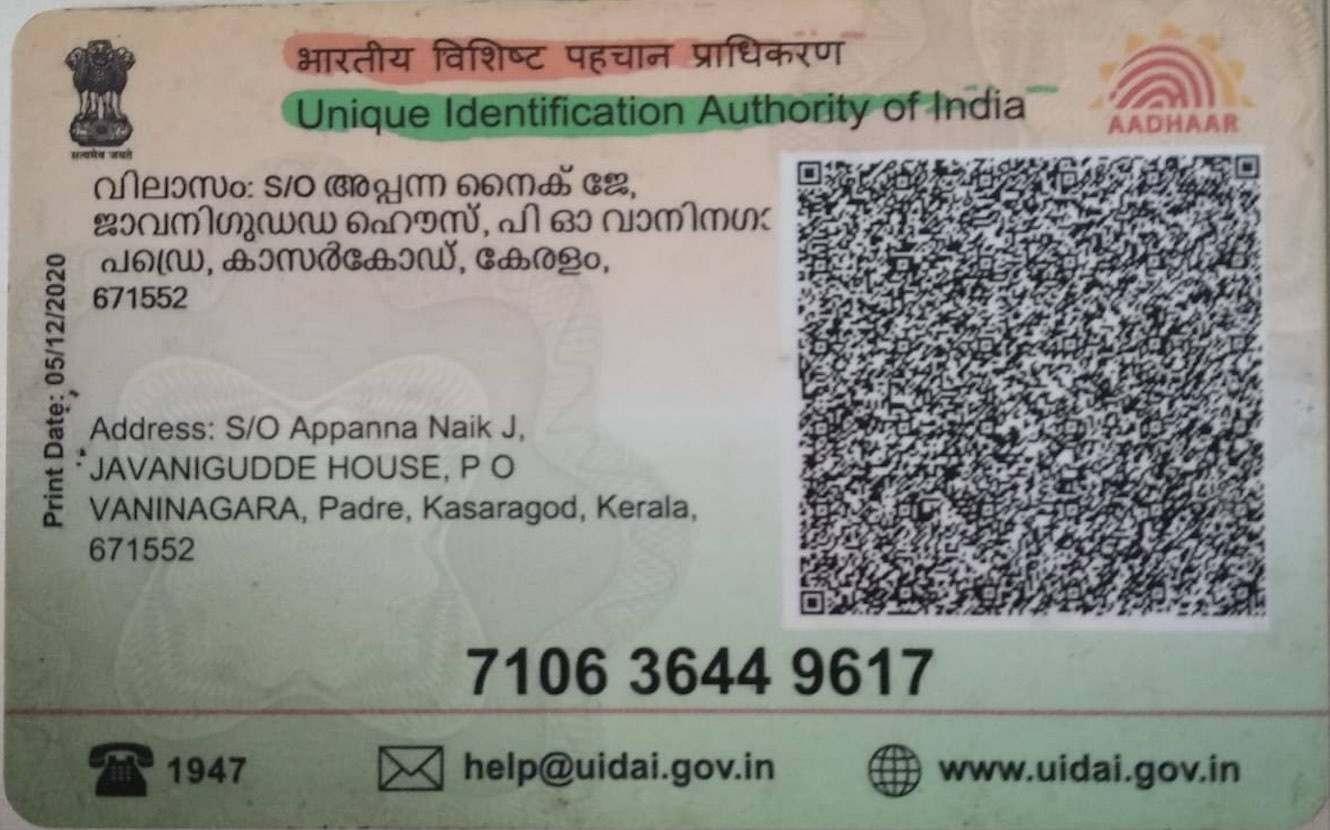 भारतीय विशिष्ट पहचान प्राधिकरण
Unique Identification Authority of India
AADHAAR
सत्यमेव जयते
വിലാസം: S/O അപ്പന്ന നൈക് ജേ,
ജാവനിഗുഡഡ ഹൌസ്, പി ഓ വാനിനഗ
പഡ്രെ, കാസർകോഡ്, കേരളം,
671552
Print Date: 05/12/2020
Address: S/O Appanna Naik J,
JAVANIGUDDE HOUSE, P O
VANINAGARA, Padre, Kasaragod, Kerala,
671552
7106 3644 9617
1947 help@uidai.gov.in www.uidai.gov.in